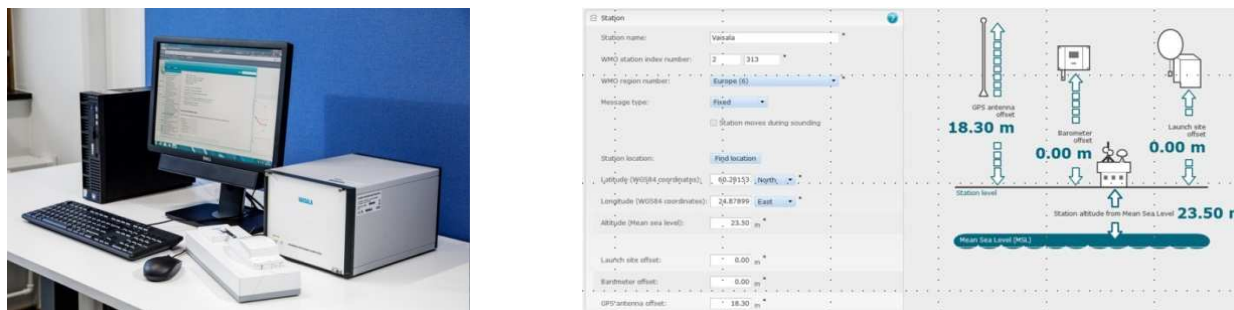 VAISALA
DELL
Station
Station name: Vaisala *
WMO station index number: 2 313 *
WMO region number: Europe (6) *
Message type: Fixed
Station moves during sounding
Station location: Find location
Latitude (WGS84 coordinates): 60.28153 North *
Longitude (WGS84 coordinates): 24.87899 East *
Altitude (Mean sea level): 23.50 m *
Launch site offset: 0.00 m *
Barometer offset: 0.00 m *
GPS antenna offset: 18.30 m *
?
GPS antenna
offset
18.30 m
Barometer
offset
0.00 m
Launch site
offset
0.00 m
Station level
Station altitude from Mean Sea Level 23.50 m
Mean Sea Level (MSL)